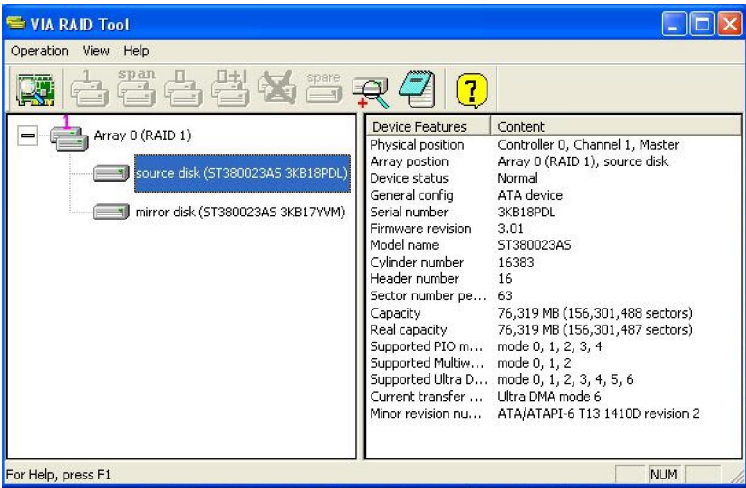 VIA RAID Tool
Operation View Help
1 span 0 0+1 spare ?
1
Array 0 (RAID 1)
source disk (ST380023AS 3KB18PDL)
mirror disk (ST380023AS 3KB17YVM)
Device Features Content
Physical position Controller 0, Channel 1, Master
Array postion Array 0 (RAID 1), source disk
Device status Normal
General config ATA device
Serial number 3KB18PDL
Firmware revision 3.01
Model name ST380023AS
Cylinder number 16383
Header number 16
Sector number pe... 63
Capacity 76,319 MB (156,301,488 sectors)
Real capacity 76,319 MB (156,301,487 sectors)
Supported PIO m... mode 0, 1, 2, 3, 4
Supported Multiw... mode 0, 1, 2
Supported Ultra D... mode 0, 1, 2, 3, 4, 5, 6
Current transfer ... Ultra DMA mode 6
Minor revision nu... ATA/ATAPI-6 T13 1410D revision 2
For Help, press F1 NUM